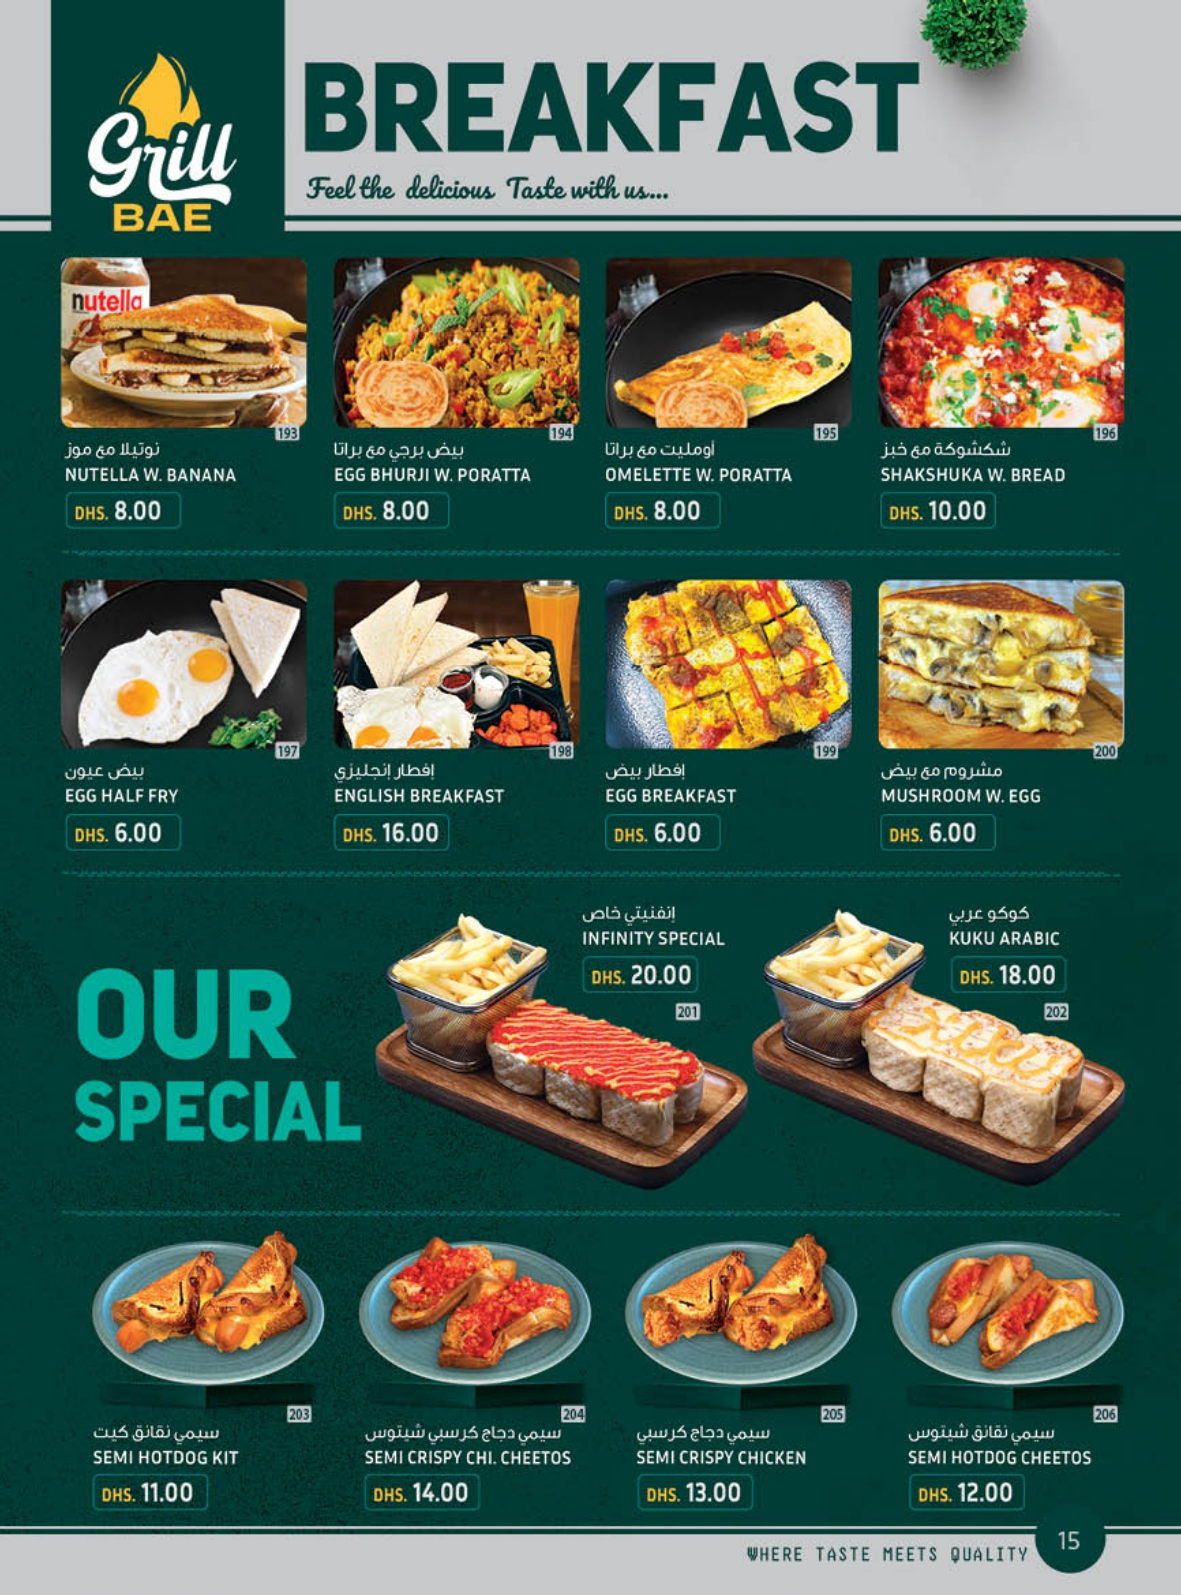 Grill
BAE
BREAKFAST
Feel the delicious Taste with us...
nutella
193
نوتيلا مع موز
NUTELLA W. BANANA
DHS. 8.00
194
بيض برجي مع براتا
EGG BHURJI W. PORATTA
DHS. 8.00
195
أومليت مع براتا
OMELETTE W. PORATTA
DHS. 8.00
196
شكشوكة مع خبز
SHAKSHUKA W. BREAD
DHS. 10.00
197
بيض عيون
EGG HALF FRY
DHS. 6.00
198
إفطار إنجليزي
ENGLISH BREAKFAST
DHS. 16.00
199
إفطار بيض
EGG BREAKFAST
DHS. 6.00
200
مشروم مع بيض
MUSHROOM W. EGG
DHS. 6.00
OUR
SPECIAL
إنفنيتي خاص
INFINITY SPECIAL
DHS. 20.00
201
كوكو عربي
KUKU ARABIC
DHS. 18.00
202
203
سيمي نقانق كيت
SEMI HOTDOG KIT
DHS. 11.00
204
سيمي دجاج كرسبي شيتوس
SEMI CRISPY CHI. CHEETOS
DHS. 14.00
205
سيمي دجاج كرسبي
SEMI CRISPY CHICKEN
DHS. 13.00
206
سيمي نقانق شيتوس
SEMI HOTDOG CHEETOS
DHS. 12.00
WHERE TASTE MEETS QUALITY
15